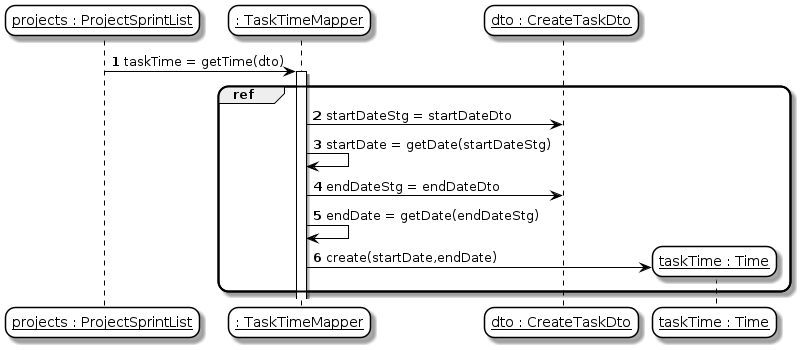 projects : ProjectSprintList
: TaskTimeMapper
dto : CreateTaskDto
1 taskTime = getTime(dto)
ref
2 startDateStg = startDateDto
3 startDate = getDate(startDateStg)
4 endDateStg = endDateDto
5 endDate = getDate(endDateStg)
6 create(startDate,endDate)
taskTime : Time
projects : ProjectSprintList
: TaskTimeMapper
dto : CreateTaskDto
taskTime : Time